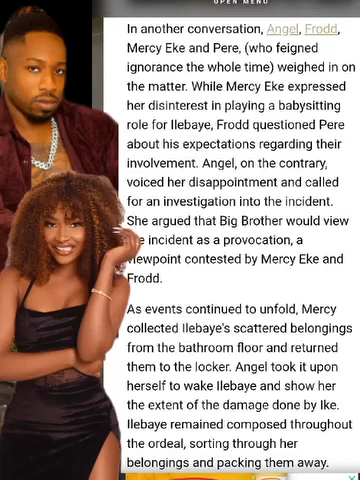 OPEN MENU
In another conversation, Angel, Frodd,
Mercy Eke and Pere, (who feigned
ignorance the whole time) weighed in on
the matter. While Mercy Eke expressed
her disinterest in playing a babysitting
role for Ilebaye, Frodd questioned Pere
about his expectations regarding their
involvement. Angel, on the contrary,
voiced her disappointment and called
for an investigation into the incident.
She argued that Big Brother would view
incident as a provocation, a
viewpoint contested by Mercy Eke and
Frodd.
As events continued to unfold, Mercy
collected Ilebaye's scattered belongings
from the bathroom floor and returned
them to the locker. Angel took it upon
herself to wake Ilebaye and show her
the extent of the damage done by Ike.
Ilebaye remained composed throughout
the ordeal, sorting through her
belongings and packing them away.